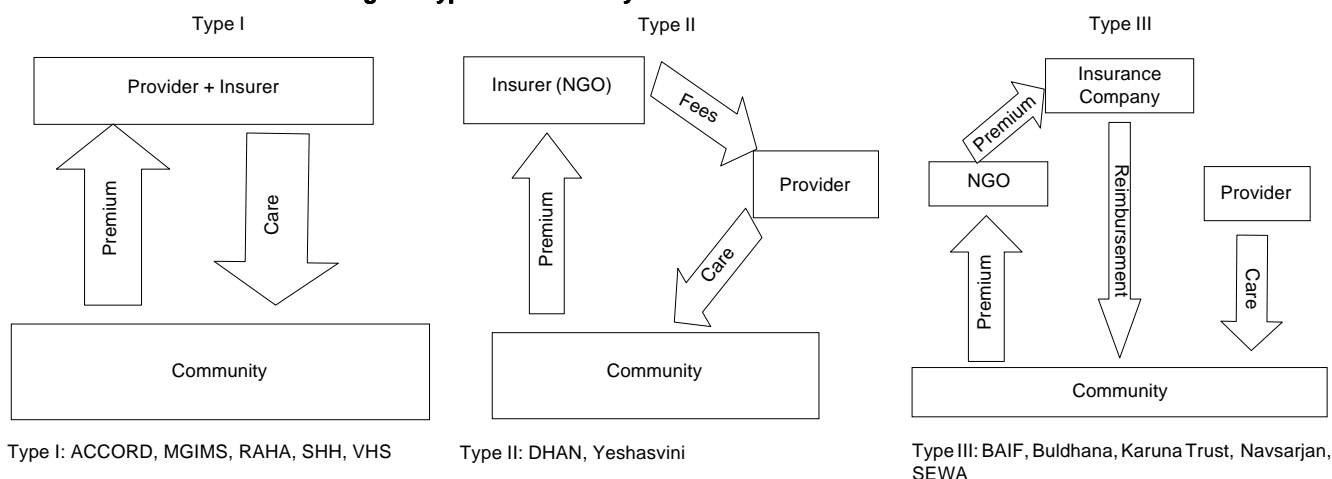 Type I
Provider + Insurer
Premium
Care
Community
Type I: ACCORD, MGIMS, RAHA, SHH, VHS
Type II
Insurer (NGO)
Fees
Provider
Premium
Care
Community
Type II: DHAN, Yeshasvini
Type III
Insurance
Company
Premium
NGO
Reimbursement
Provider
Premium
Care
Community
Type III: BAIF, Buldhana, Karuna Trust, Navsarjan,
SEWA